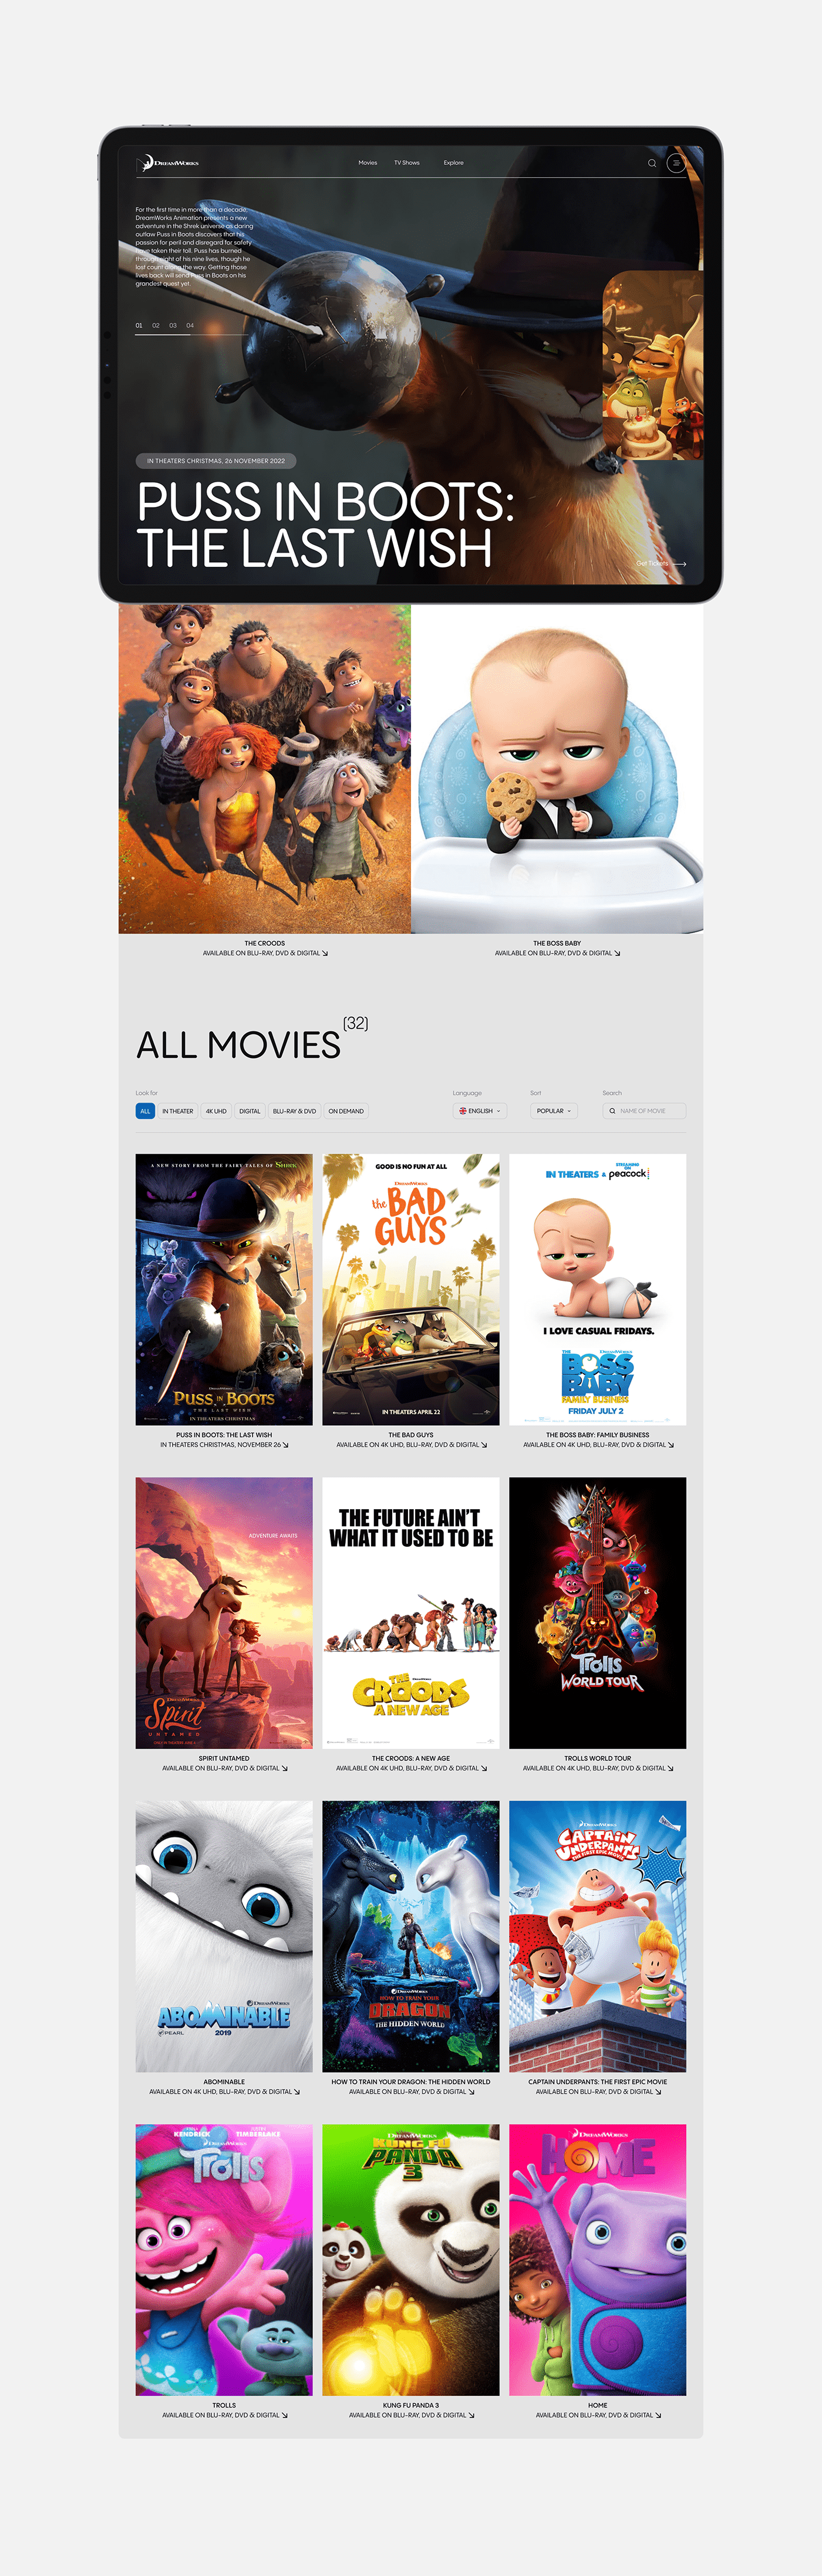 DREAMWORKS
Movies
TV Shows
Explore
For the first time in more than a decade,
DreamWorks Animation presents a new
adventure in the Shrek universe as daring
outlaw Puss in Boots discovers that his
passion for peril and disregard for safety
have taken their toll. Puss has burned
through eight of his nine lives, though he
lost count along the way. Getting those
lives back will send Puss in Boots on his
grandest quest yet.
01 02 03 04
IN THEATERS CHRISTMAS, 26 NOVEMBER 2022
PUSS IN BOOTS:
THE LAST WISH
Get Tickets
THE CROODS
AVAILABLE ON BLU-RAY, DVD & DIGITAL
THE BOSS BABY
AVAILABLE ON BLU-RAY, DVD & DIGITAL
ALL MOVIES (32)
Look for
ALL
IN THEATER
4K UHD
DIGITAL
BLU-RAY & DVD
ON DEMAND
Language
ENGLISH
Sort
POPULAR
Search
NAME OF MOVIE
A NEW STORY FROM THE FAIRY TALES OF SHREK
DREAMWORKS
PUSS IN BOOTS
THE LAST WISH
IN THEATERS CHRISTMAS
PUSS IN BOOTS: THE LAST WISH
IN THEATERS CHRISTMAS, NOVEMBER 26
GOOD IS NO FUN AT ALL
DREAMWORKS
the BAD
GUYS
IN THEATERS APRIL 22
THE BAD GUYS
AVAILABLE ON 4K UHD, BLU-RAY, DVD & DIGITAL
STREAMING
ON
IN THEATERS & peacock
I LOVE CASUAL FRIDAYS.
DREAMWORKS
THE
BOSS
BABY
FAMILY BUSINESS
FRIDAY JULY 2
THE BOSS BABY: FAMILY BUSINESS
AVAILABLE ON 4K UHD, BLU-RAY, DVD & DIGITAL
ADVENTURE AWAITS
DREAMWORKS
Spirit
UNTAMED
SPIRIT UNTAMED
AVAILABLE ON BLU-RAY, DVD & DIGITAL
THE FUTURE AIN'T
WHAT IT USED TO BE
DREAMWORKS
THE
CROODS
A NEW AGE
THE CROODS: A NEW AGE
AVAILABLE ON 4K UHD, BLU-RAY, DVD & DIGITAL
Trolls
WORLD TOUR
TROLLS WORLD TOUR
AVAILABLE ON 4K UHD, BLU-RAY, DVD & DIGITAL
DREAMWORKS
ABOMINABLE
PEARL
2019
ABOMINABLE
AVAILABLE ON 4K UHD, BLU-RAY, DVD & DIGITAL
DREAMWORKS
HOW TO TRAIN YOUR
DRAGON
THE HIDDEN WORLD
HOW TO TRAIN YOUR DRAGON: THE HIDDEN WORLD
AVAILABLE ON BLU-RAY, DVD & DIGITAL
DREAMWORKS
CAPTAIN
UNDERPANTS
THE FIRST EPIC MOVIE
CAPTAIN UNDERPANTS: THE FIRST EPIC MOVIE
AVAILABLE ON BLU-RAY, DVD & DIGITAL
KENDRICK
TIMBERLAKE
DREAMWORKS
Trolls
TROLLS
AVAILABLE ON BLU-RAY, DVD & DIGITAL
DREAMWORKS
KUNG FU
PANDA
3
KUNG FU PANDA 3
AVAILABLE ON BLU-RAY, DVD & DIGITAL
DREAMWORKS
HOME
HOME
AVAILABLE ON BLU-RAY, DVD & DIGITAL